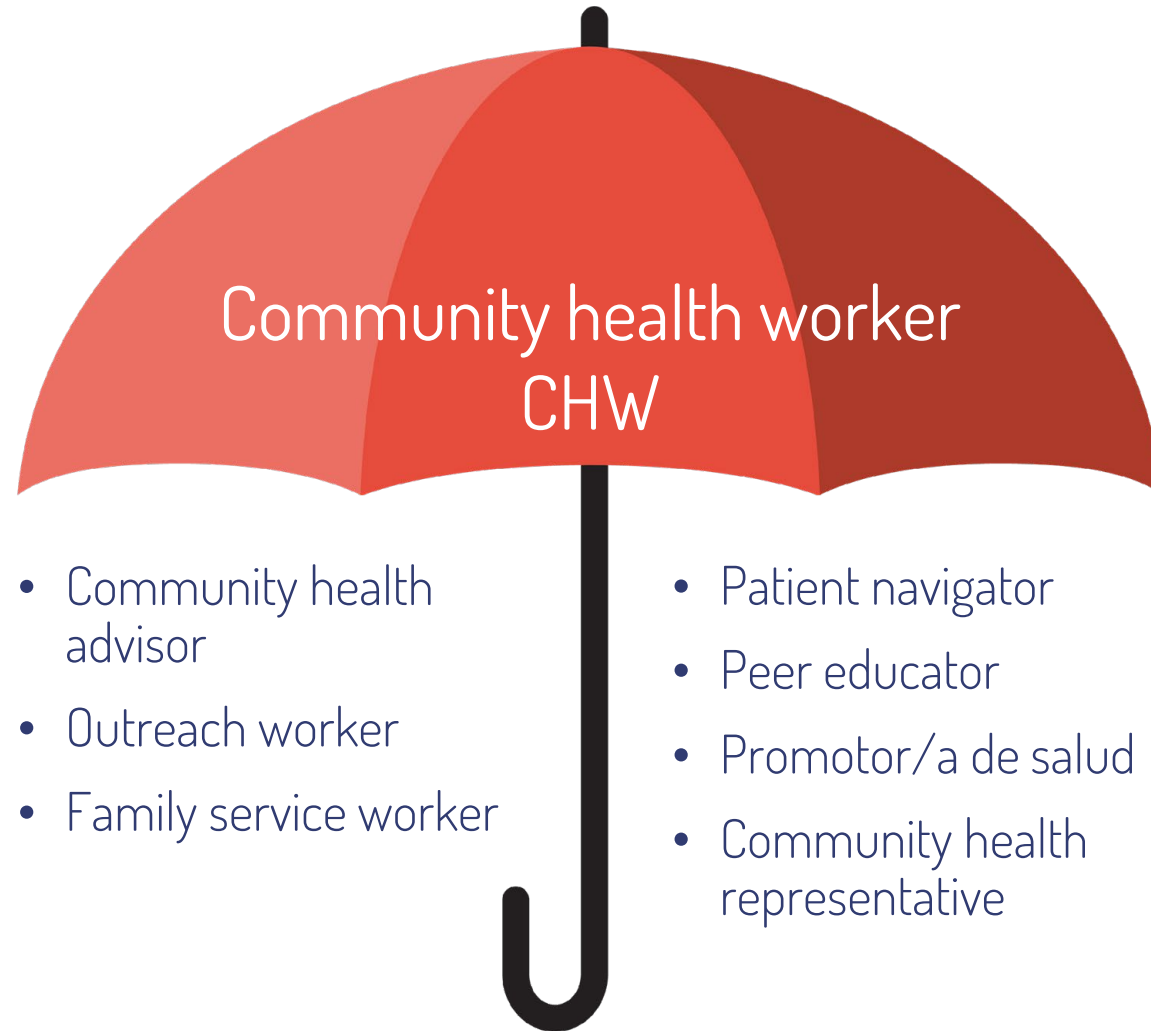 Community health worker
CHW
• Community health
advisor
• Outreach worker
• Family service worker
• Patient navigator
• Peer educator
• Promotor/a de salud
• Community health
representative